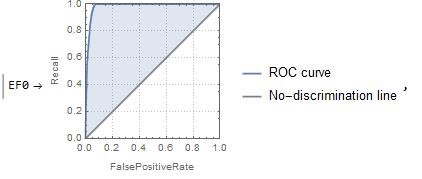 1.0
0.8
0.6
0.4
0.2
0.0
Recall
EF0 →
0.0 0.2 0.4 0.6 0.8 1.0
FalsePositiveRate
ROC curve
No-discrimination line ,